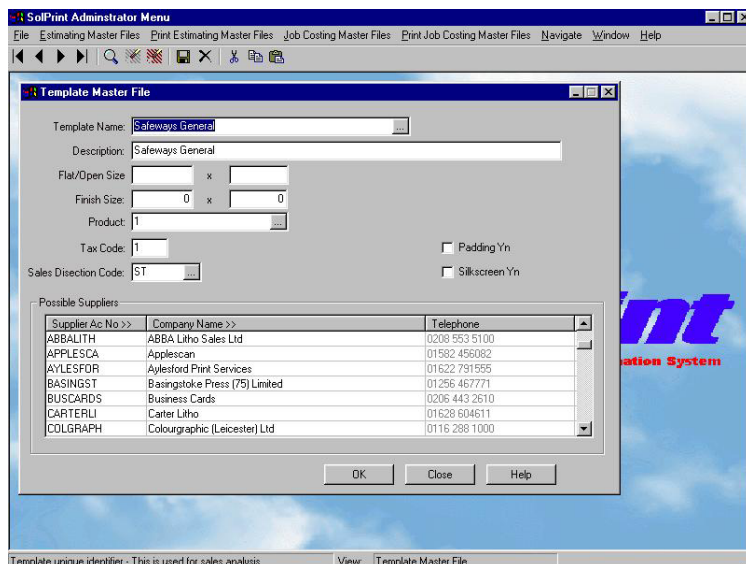 SolPrint Adminstrator Menu
File Estimating Master Files Print Estimating Master Files Job Costing Master Files Print Job Costing Master Files Navigate Window Help
Template Master File
Template Name: Safeways General ...
Description: Safeways General
Flat/Open Size x
Finish Size: 0 x 0
Product: 1 ...
Tax Code: 1 Padding Yn
Sales Disection Code: ST ... Silkscreen Yn
Possible Suppliers
Supplier Ac No >> Company Name >> Telephone
ABBALITH ABBA Litho Sales Ltd 0208 553 5100
APPLESCA Applescan 01582 456082
AYLESFOR Aylesford Print Services 01622 791555
BASINGST Basingstoke Press (75) Limited 01256 467771
BUSCARDS Business Cards 0206 443 2610
CARTERLI Carter Litho 01628 604611
COLGRAPH Colourgraphic (Leicester) Ltd 0116 288 1000
OK Close Help
int
ation System
Template unique identifier - This is used for sales analysis View: Template Master File